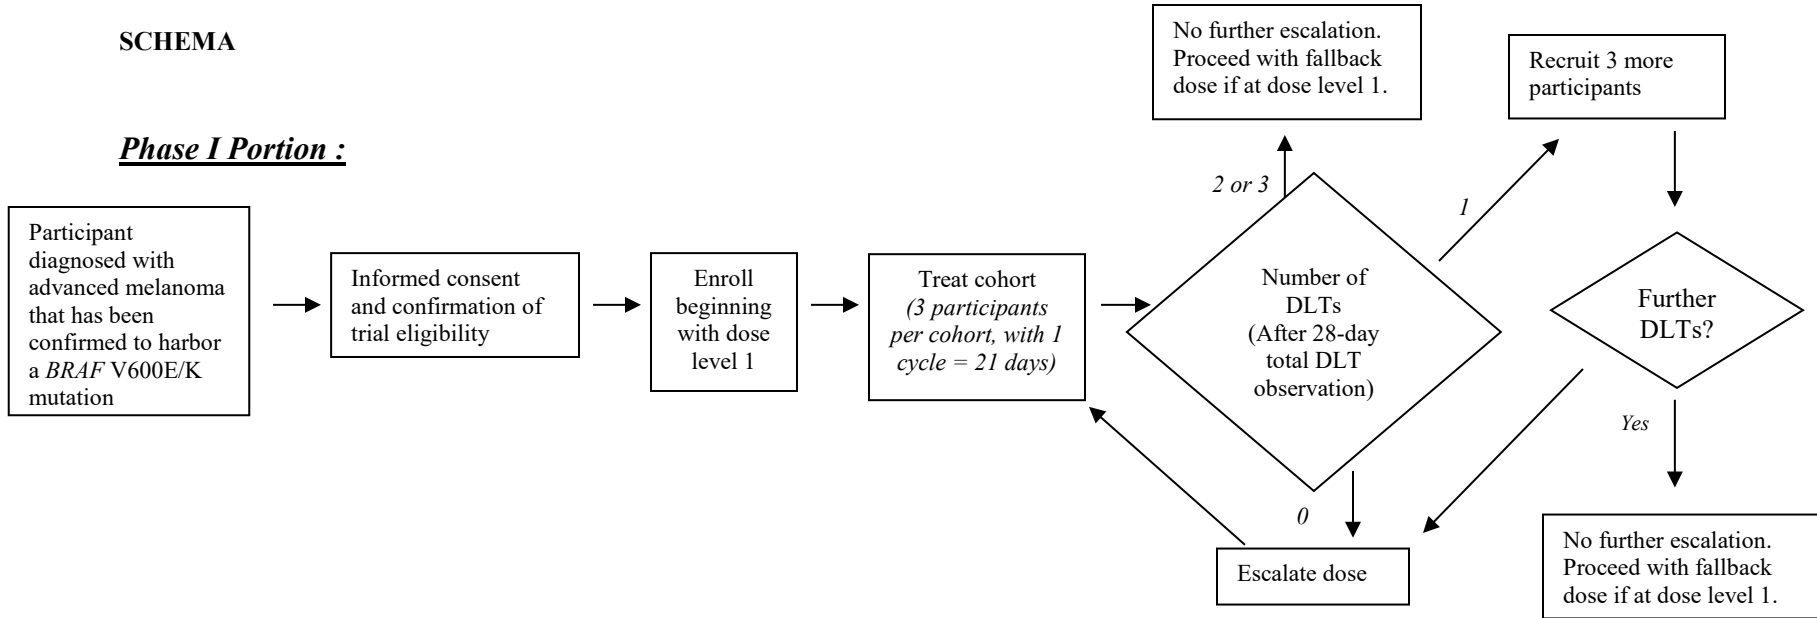 SCHEMA
Phase I Portion :
Participant
diagnosed with
advanced melanoma
that has been
confirmed to harbor
a BRAF V600E/K
mutation
Informed consent
and confirmation of
trial eligibility
Enroll
beginning
with dose
level 1
Treat cohort
(3 participants
per cohort, with 1
cycle = 21 days)
Number of
DLTs
(After 28-day
total DLT
observation)
2 or 3
No further escalation.
Proceed with fallback
dose if at dose level 1.
1
Recruit 3 more
participants
Further
DLTs?
Yes
No further escalation.
Proceed with fallback
dose if at dose level 1.
0
Escalate dose